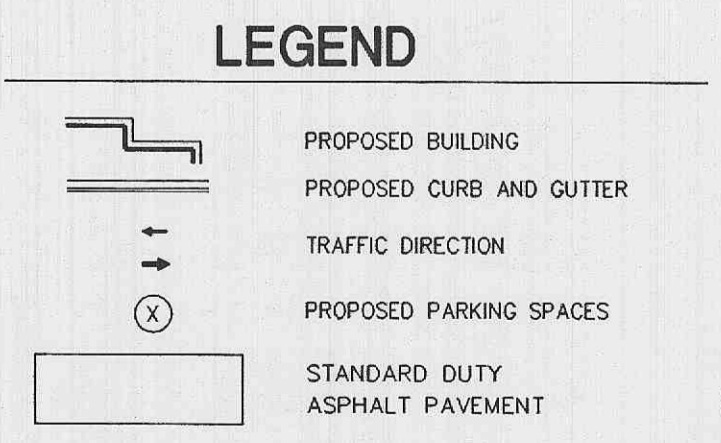 LEGEND
PROPOSED BUILDING
PROPOSED CURB AND GUTTER
TRAFFIC DIRECTION
X PROPOSED PARKING SPACES
STANDARD DUTY
ASPHALT PAVEMENT